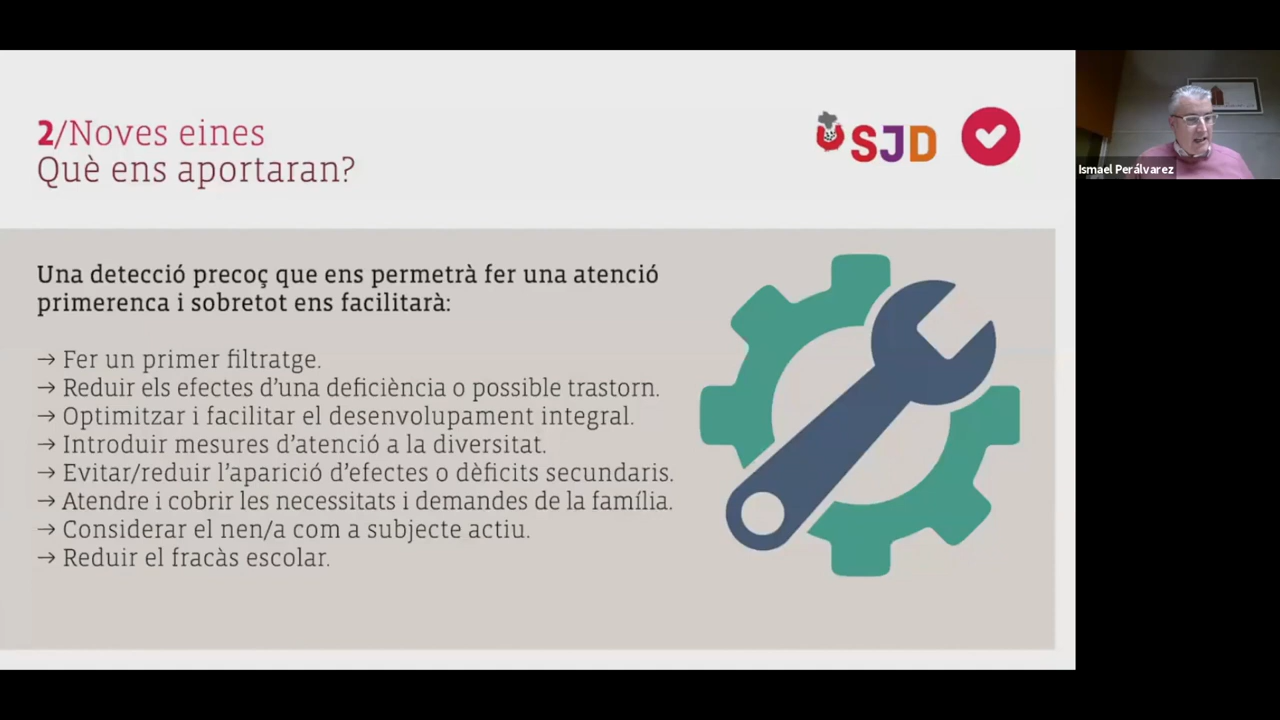 2/Noves eines
Què ens aportaran?
SJD
Ismael Perálvarez
Una detecció precoç que ens permetrà fer una atenció
primerenca i sobretot ens facilitarà:
→ Fer un primer filtratge.
→ Reduir els efectes d’una deficiència o possible trastorn.
→ Optimitzar i facilitar el desenvolupament integral.
→ Introduir mesures d’atenció a la diversitat.
→ Evitar/reduir l’aparició d’efectes o dèficits secundaris.
→ Atendre i cobrir les necessitats i demandes de la família.
→ Considerar el nen/a com a subjecte actiu.
→ Reduir el fracàs escolar.